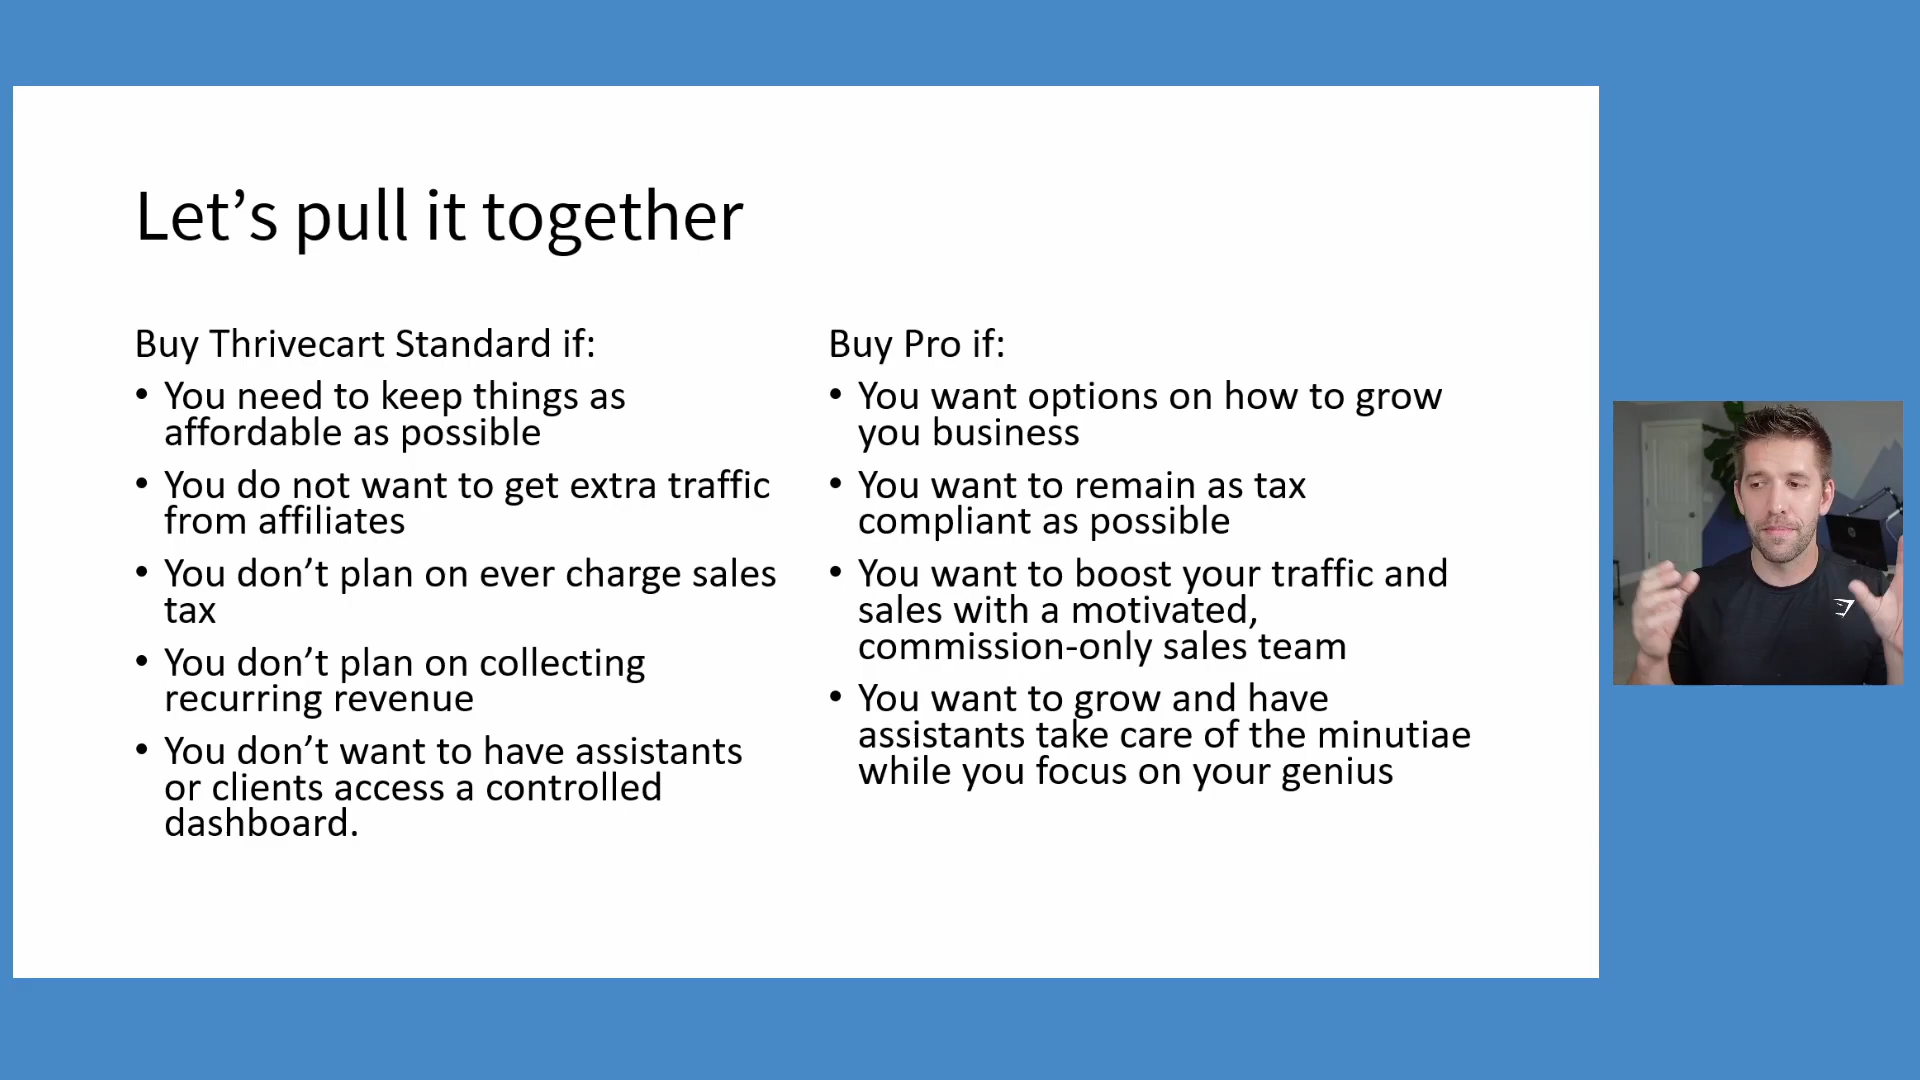 Let’s pull it together
Buy Thrivecart Standard if:
• You need to keep things as
affordable as possible
• You do not want to get extra traffic
from affiliates
• You don’t plan on ever charge sales
tax
• You don’t plan on collecting
recurring revenue
• You don’t want to have assistants
or clients access a controlled
dashboard.
Buy Pro if:
• You want options on how to grow
you business
• You want to remain as tax
compliant as possible
• You want to boost your traffic and
sales with a motivated,
commission-only sales team
• You want to grow and have
assistants take care of the minutiae
while you focus on your genius